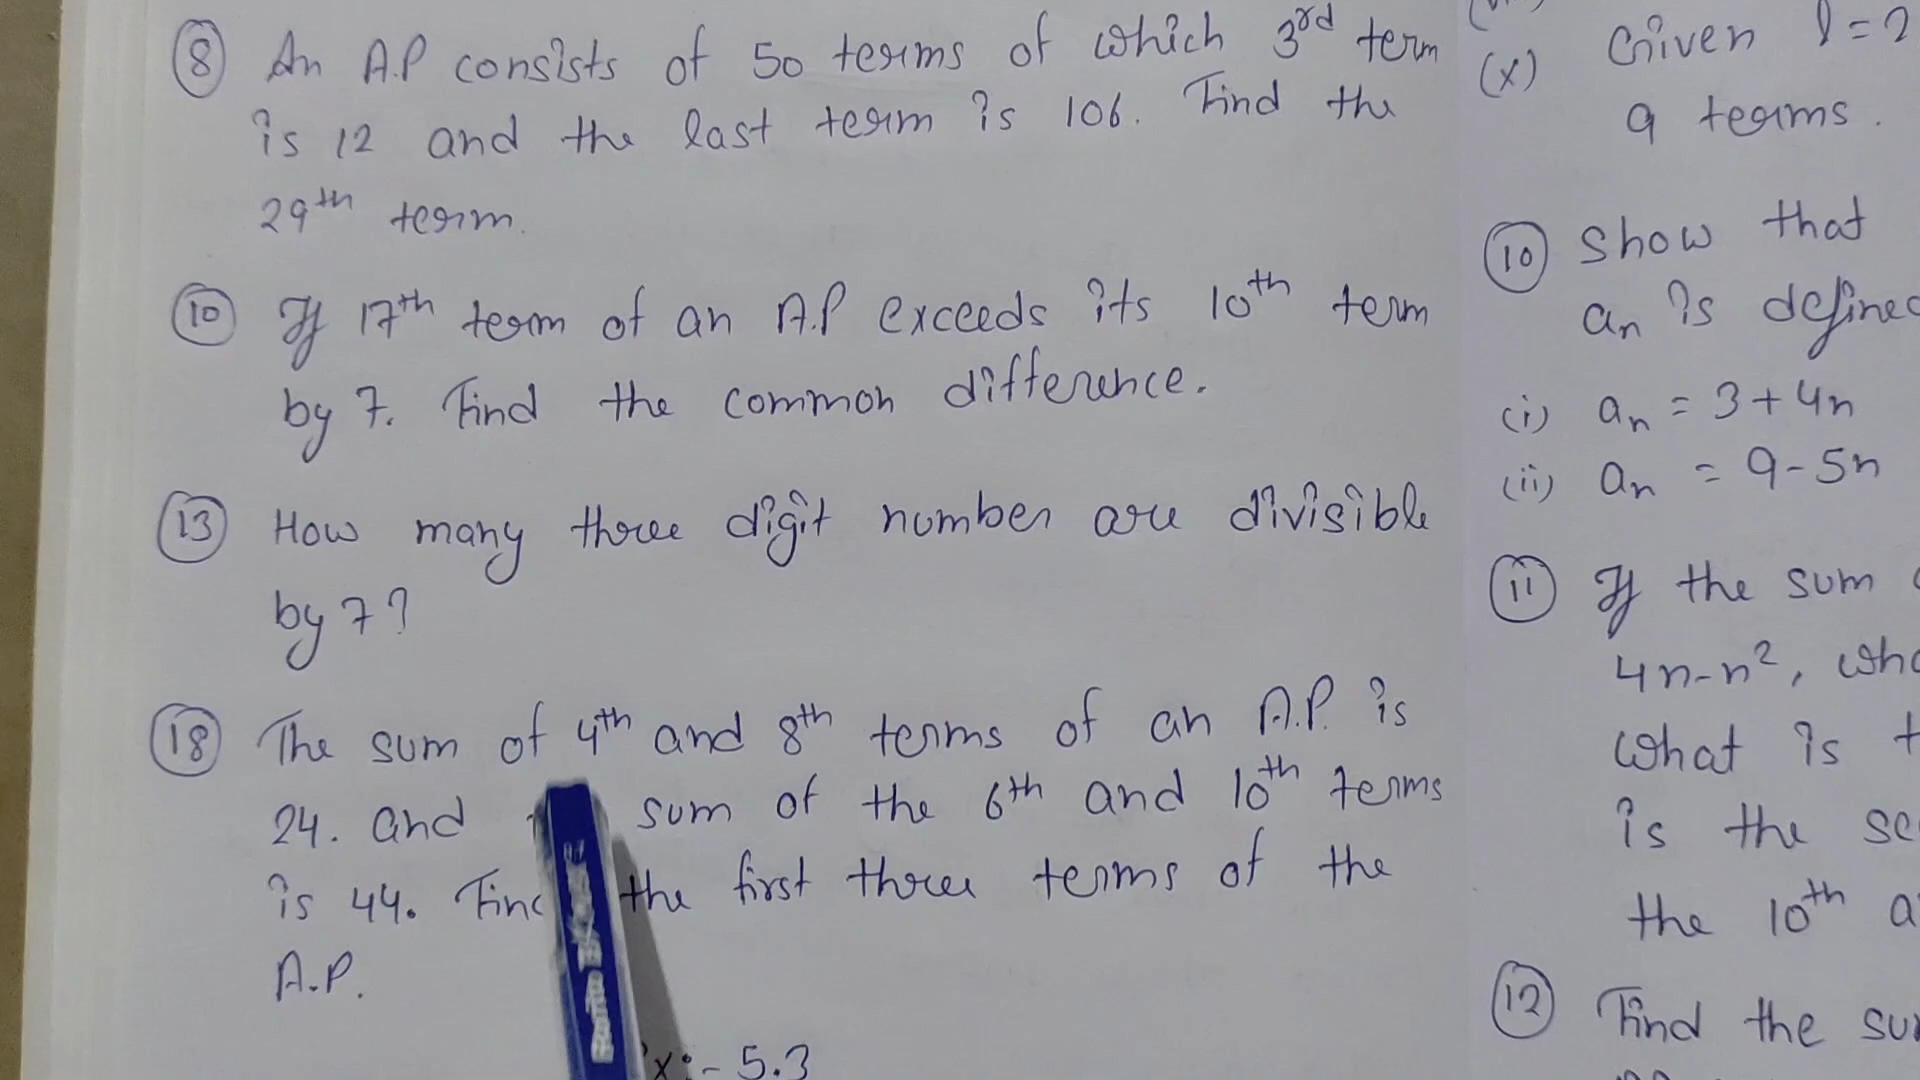 (8) An A.P consists of 50 terms of which 3rd term
is 12 and the last term is 106. Find the
29th term.
(10) If 17th term of an A.P exceeds its 10th term
by 7. Find the common difference.
(13) How many three digit number are divisible
by 7?
(18) The sum of 4th and 8th terms of an A.P. is
24. and sum of the 6th and 10th terms
is 44. the first three terms of the
A.P.
:- 5.3
(x) Given l = 2
9 terms.
(10) Show that
an is
(i) an = 3 + 4n
(ii) an = 9 - 5n
(11) If the sum
4n - n²,
what is
is the
the 10th
(12) Find the